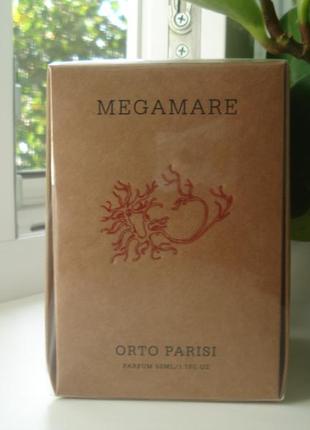 MEGAMARE
ORTO PARISI
PARFUM 50ML/1.7FL OZ